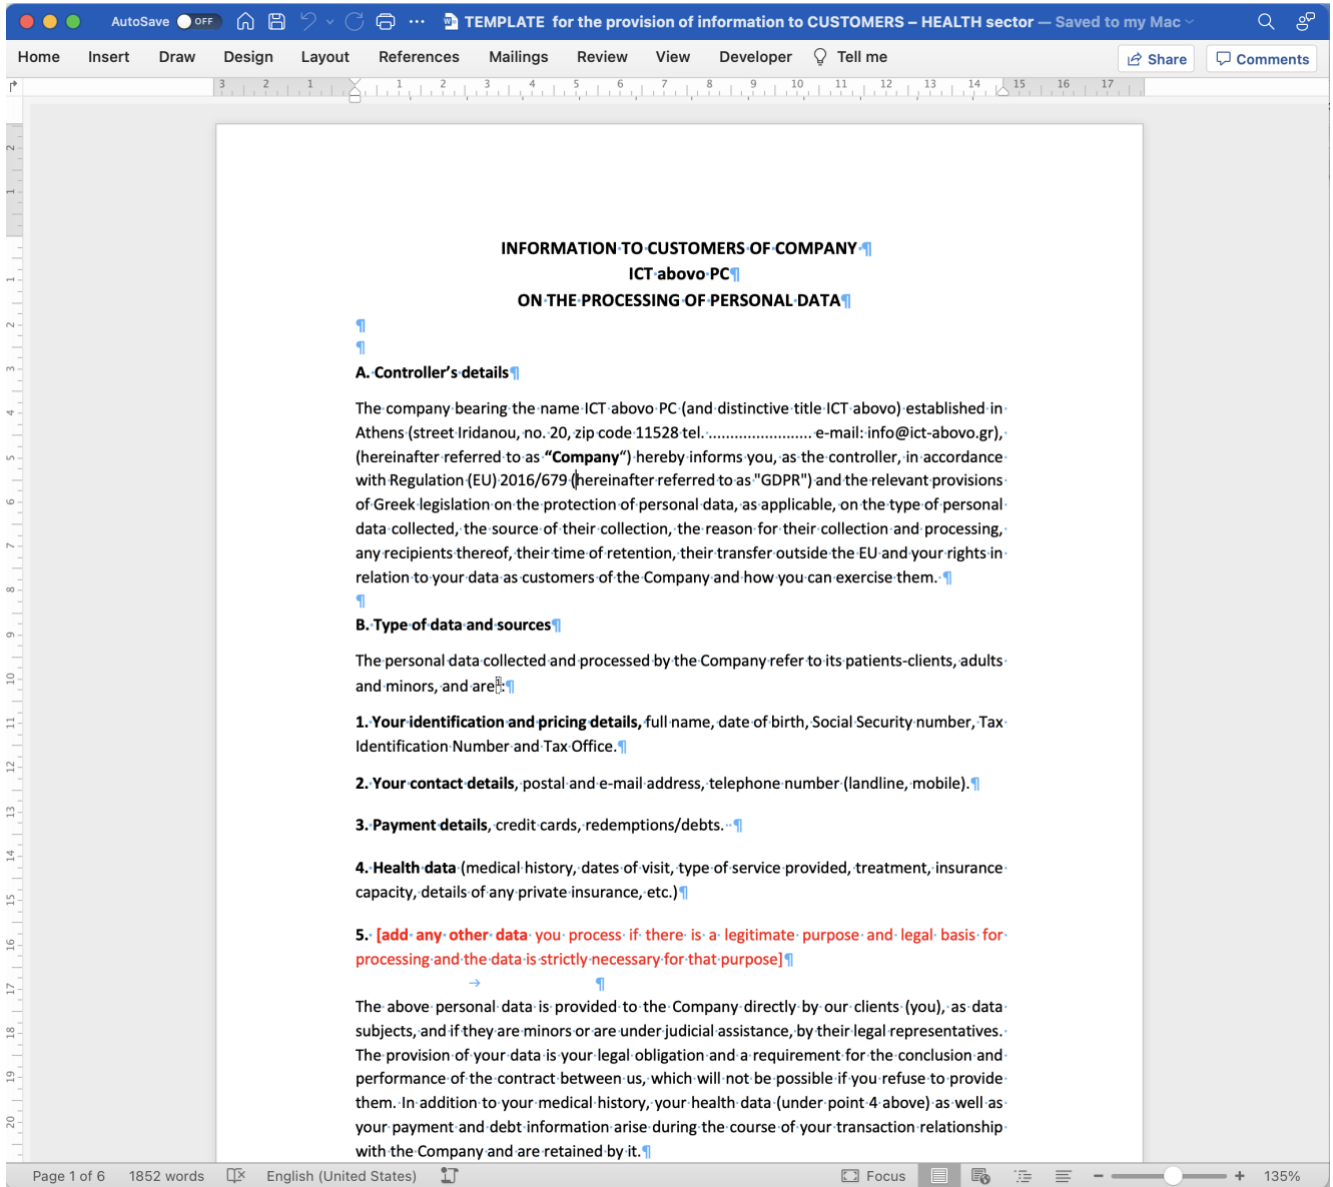 AutoSave OFF TEMPLATE for the provision of information to CUSTOMERS – HEALTH sector — Saved to my Mac
Home Insert Draw Design Layout References Mailings Review View Developer Tell me Share Comments
3 2 1 1 2 3 4 5 6 7 8 9 10 11 12 13 14 15 16 17
INFORMATION TO CUSTOMERS OF COMPANY
ICT abovo PC
ON THE PROCESSING OF PERSONAL DATA
A. Controller’s details
The company bearing the name ICT abovo PC (and distinctive title ICT abovo) established in
Athens (street Iridanou, no. 20, zip code 11528 tel. ........................ e-mail: info@ict-abovo.gr),
(hereinafter referred to as “Company“) hereby informs you, as the controller, in accordance
with Regulation (EU) 2016/679 (hereinafter referred to as "GDPR") and the relevant provisions
of Greek legislation on the protection of personal data, as applicable, on the type of personal
data collected, the source of their collection, the reason for their collection and processing,
any recipients thereof, their time of retention, their transfer outside the EU and your rights in
relation to your data as customers of the Company and how you can exercise them.
B. Type of data and sources
The personal data collected and processed by the Company refer to its patients-clients, adults
and minors, and are:
1. Your identification and pricing details, full name, date of birth, Social Security number, Tax
Identification Number and Tax Office.
2. Your contact details, postal and e-mail address, telephone number (landline, mobile).
3. Payment details, credit cards, redemptions/debts.
4. Health data (medical history, dates of visit, type of service provided, treatment, insurance
capacity, details of any private insurance, etc.)
5. [add any other data you process if there is a legitimate purpose and legal basis for
processing and the data is strictly necessary for that purpose]
The above personal data is provided to the Company directly by our clients (you), as data
subjects, and if they are minors or are under judicial assistance, by their legal representatives.
The provision of your data is your legal obligation and a requirement for the conclusion and
performance of the contract between us, which will not be possible if you refuse to provide
them. In addition to your medical history, your health data (under point 4 above) as well as
your payment and debt information arise during the course of your transaction relationship
with the Company and are retained by it.
Page 1 of 6 1852 words English (United States) Focus 135%